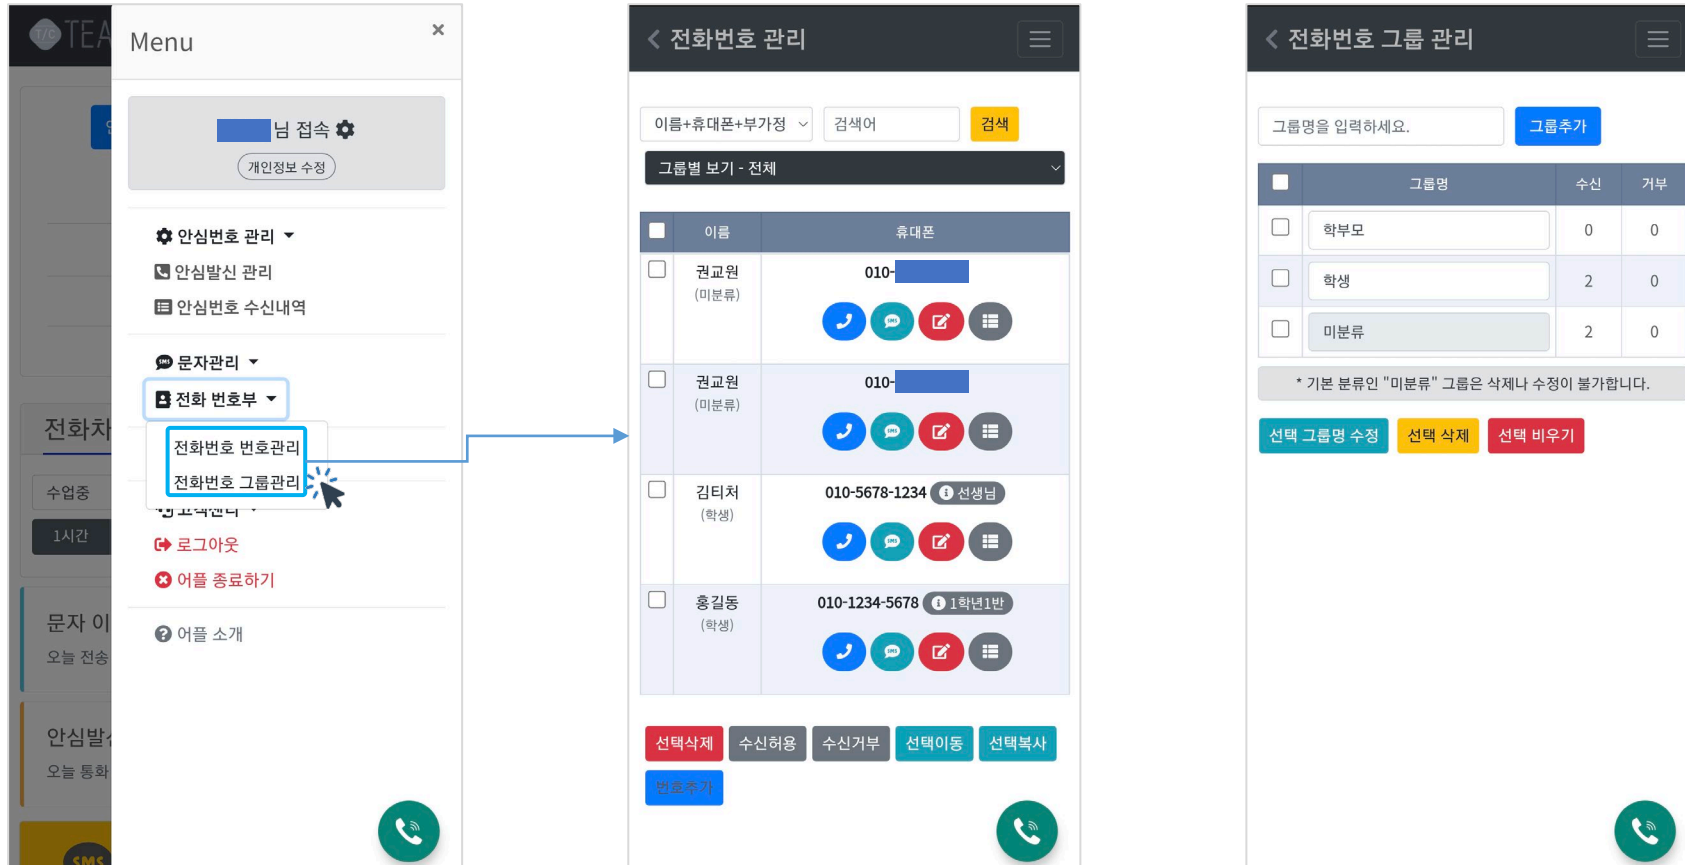 T/C TEA
Menu
×
님 접속
개인정보 수정
안심번호 관리
안심발신 관리
안심번호 수신내역
문자관리
전화 번호부
전화번호 번호관리
전화번호 그룹관리
고객센터
로그아웃
어플 종료하기
어플 소개
전화차
수업중
1시간
문자 이
오늘 전송
안심발
오늘 통화
SMS
전화번호 관리
이름+휴대폰+부가정
검색어
검색
그룹별 보기 - 전체
이름 휴대폰
권교원 010-
(미분류)
SMS
권교원 010-
(미분류)
SMS
김티처 010-5678-1234 선생님
(학생)
SMS
홍길동 010-1234-5678 1학년1반
(학생)
SMS
선택삭제 수신허용 수신거부 선택이동 선택복사
번호추가
전화번호 그룹 관리
그룹명을 입력하세요. 그룹추가
그룹명 수신 거부
학부모 0 0
학생 2 0
미분류 2 0
* 기본 분류인 "미분류" 그룹은 삭제나 수정이 불가합니다.
선택 그룹명 수정 선택 삭제 선택 비우기